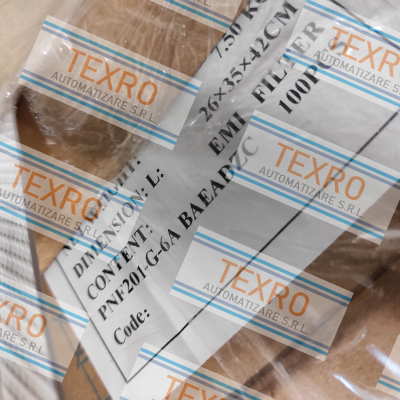 WEIGHT: 7.50 KG
DIMENSION: L: 26×35×42CM
CONTENT: EMI FILTER
PNF201-G-6A BAEADZC 100PCS
Code:
TEXRO
AUTOMATIZARE S.R.L
TEXRO
AUTOMATIZARE S.R.L
TEXRO
AUTOMATIZARE S.R.L
TEXRO
AUTOMATIZARE S.R.L
TEXRO
AUTOMATIZARE S.R.L
TEXRO